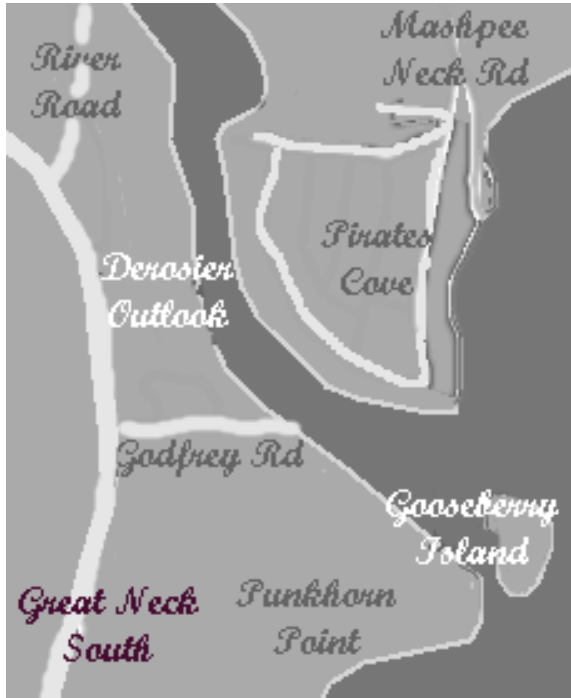 River
Road
Mashpee
Neck Rd
Pirates
Cove
Derosier
Outlook
Godfrey Rd
Gooseberry
Island
Great Neck
South
Punkhorn
Point